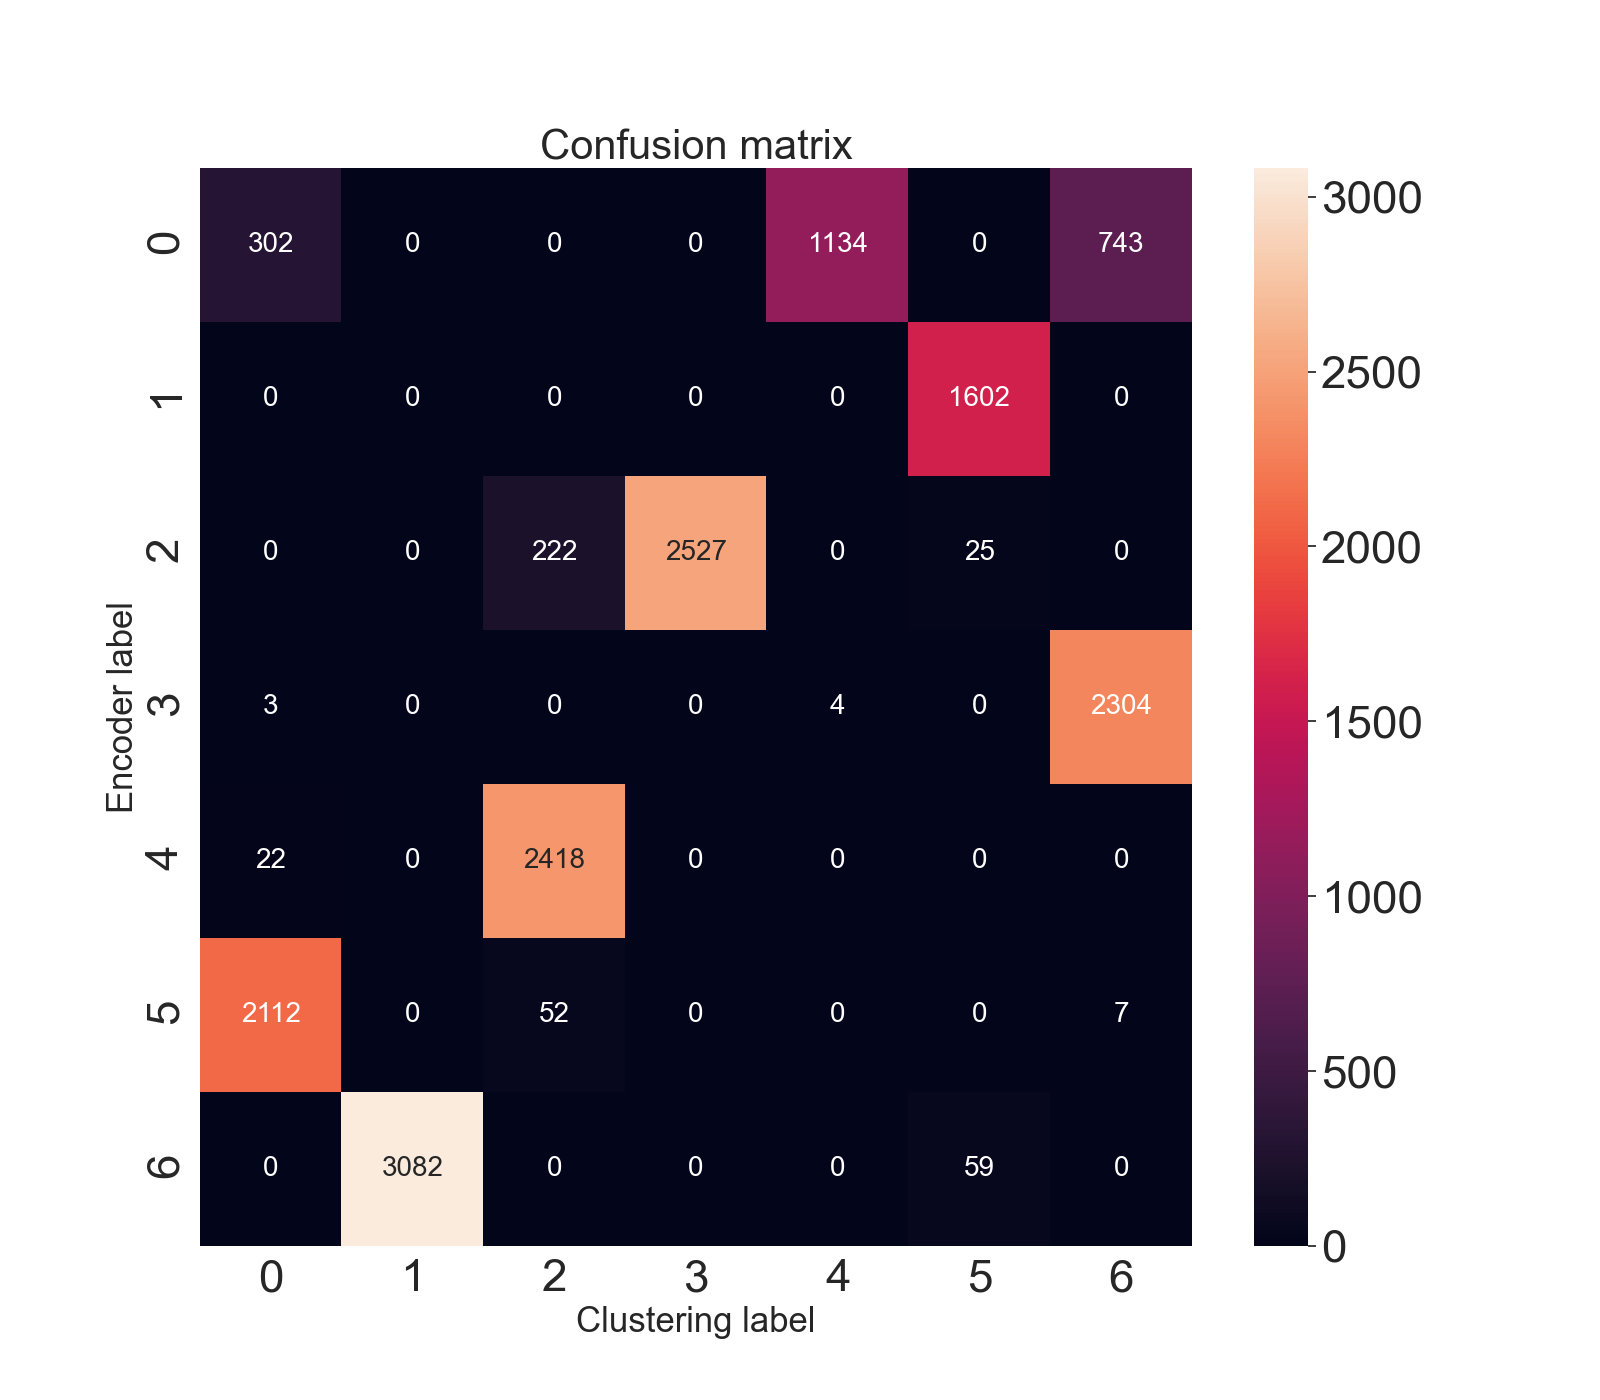 Confusion matrix
0 302 0 0 0 1134 0 743
1 0 0 0 0 0 1602 0
2 0 0 222 2527 0 25 0
3 3 0 0 0 4 0 2304
4 22 0 2418 0 0 0 0
5 2112 0 52 0 0 0 7
6 0 3082 0 0 0 59 0
0 1 2 3 4 5 6
Clustering label
Encoder label
3000
2500
2000
1500
1000
500
0